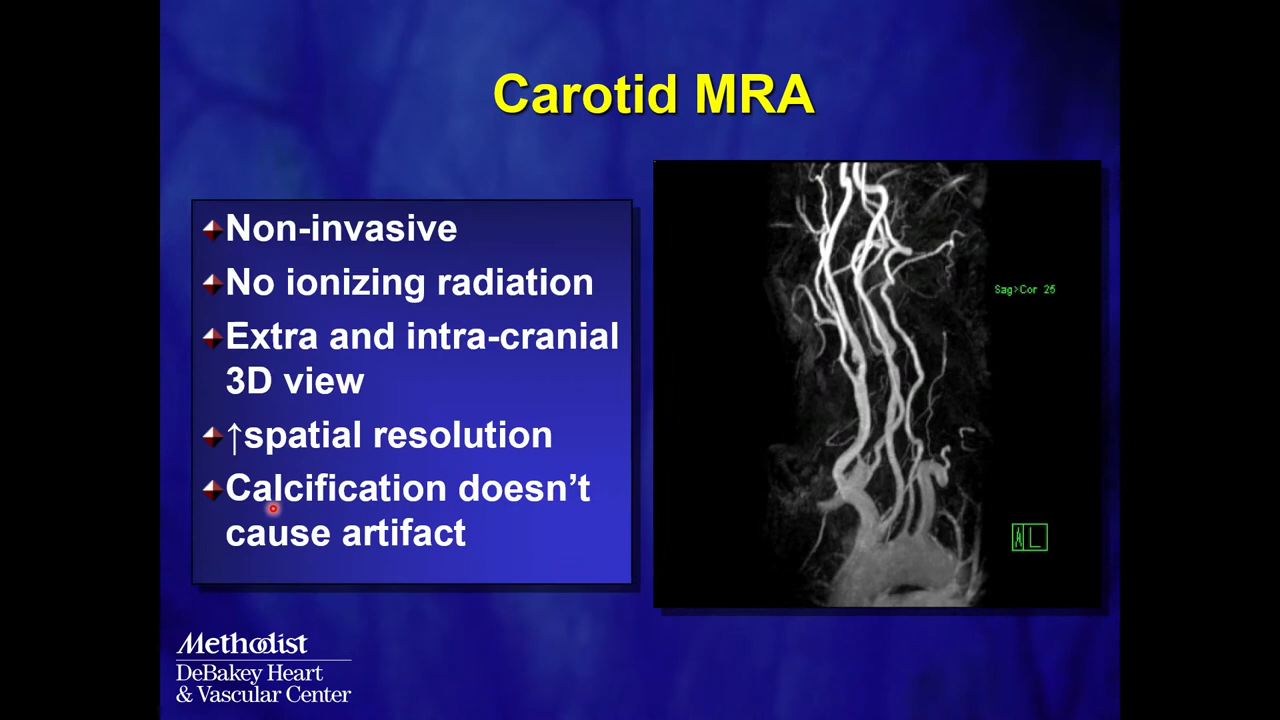 Carotid MRA
Non-invasive
No ionizing radiation
Extra and intra-cranial
3D view
↑spatial resolution
Calcification doesn’t
cause artifact
Sag>Cor 25
A L
Methodist
DeBakey Heart
& Vascular Center